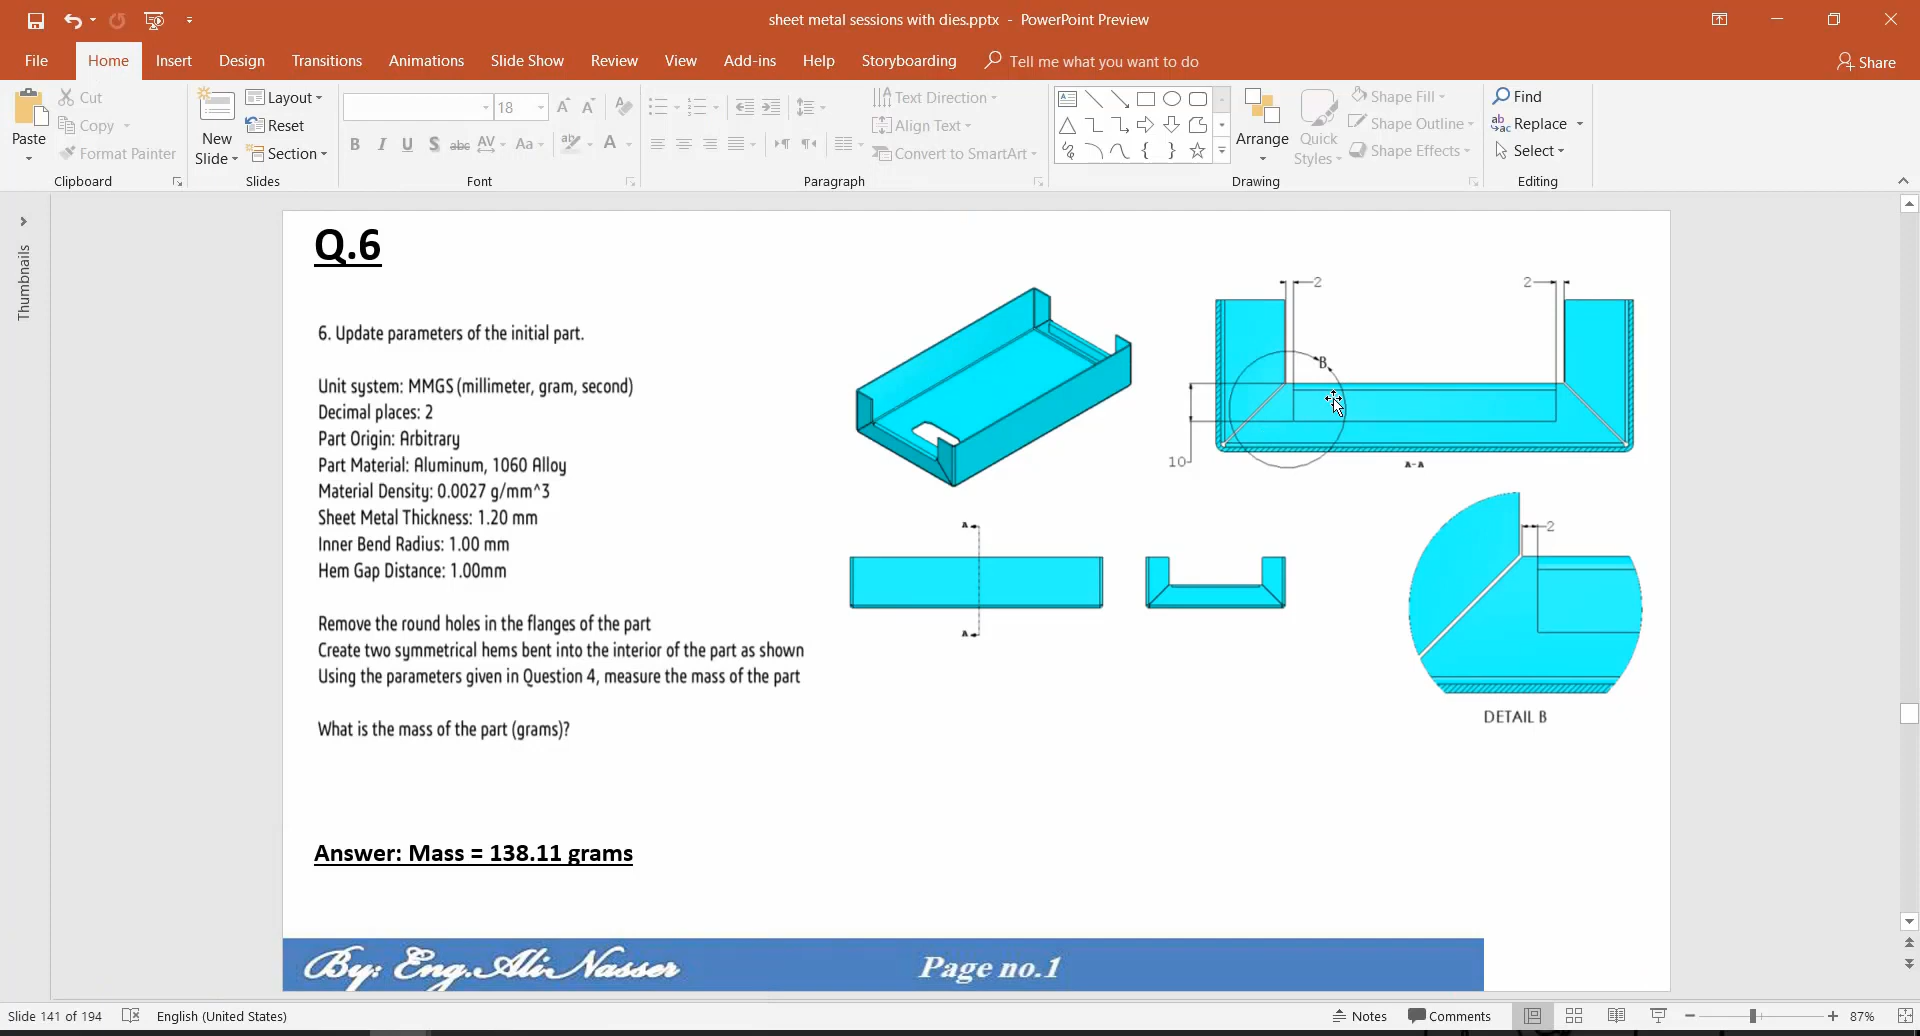 sheet metal sessions with dies.pptx - PowerPoint Preview
File Home Insert Design Transitions Animations Slide Show Review View Add-ins Help Storyboarding Tell me what you want to do Share
Paste
Cut
Copy
Format Painter
Clipboard
New
Slide
Layout
Reset
Section
Slides
18
A A
B I U S abc AV Aa A
Font
Text Direction
Align Text
Convert to SmartArt
Paragraph
Arrange
Quick
Styles
Shape Fill
Shape Outline
Shape Effects
Drawing
Find
Replace
Select
Editing
Thumbnails
Q.6
6. Update parameters of the initial part.
Unit system: MMGS (millimeter, gram, second)
Decimal places: 2
Part Origin: Arbitrary
Part Material: Aluminum, 1060 Alloy
Material Density: 0.0027 g/mm^3
Sheet Metal Thickness: 1.20 mm
Inner Bend Radius: 1.00 mm
Hem Gap Distance: 1.00mm
Remove the round holes in the flanges of the part
Create two symmetrical hems bent into the interior of the part as shown
Using the parameters given in Question 4, measure the mass of the part
What is the mass of the part (grams)?
2 2
B
10
A-A
A
A
2
DETAIL B
Answer: Mass = 138.11 grams
By: Eng.Ali Nasser Page no.1
Slide 141 of 194 English (United States) Notes Comments 87%